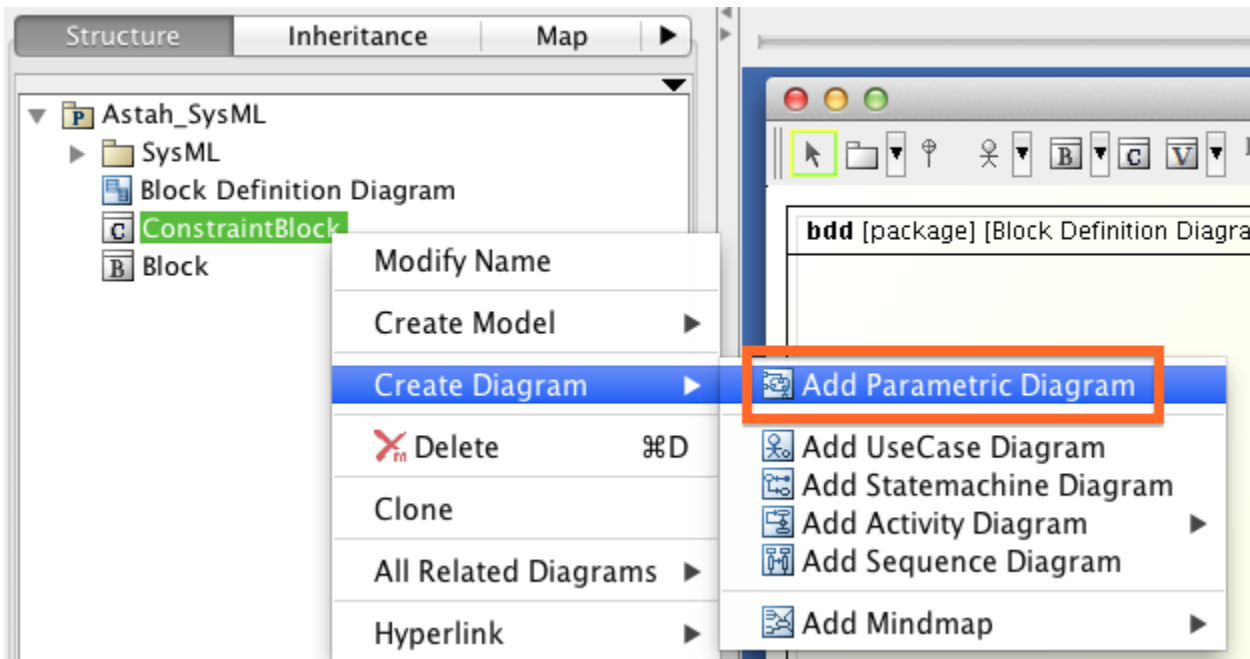 Structure Inheritance Map
Astah_SysML
SysML
Block Definition Diagram
ConstraintBlock
Block
bdd [package] [Block Definition Diagra
Modify Name
Create Model
Create Diagram
Delete ⌘D
Clone
All Related Diagrams
Hyperlink
Add Parametric Diagram
Add UseCase Diagram
Add Statemachine Diagram
Add Activity Diagram
Add Sequence Diagram
Add Mindmap